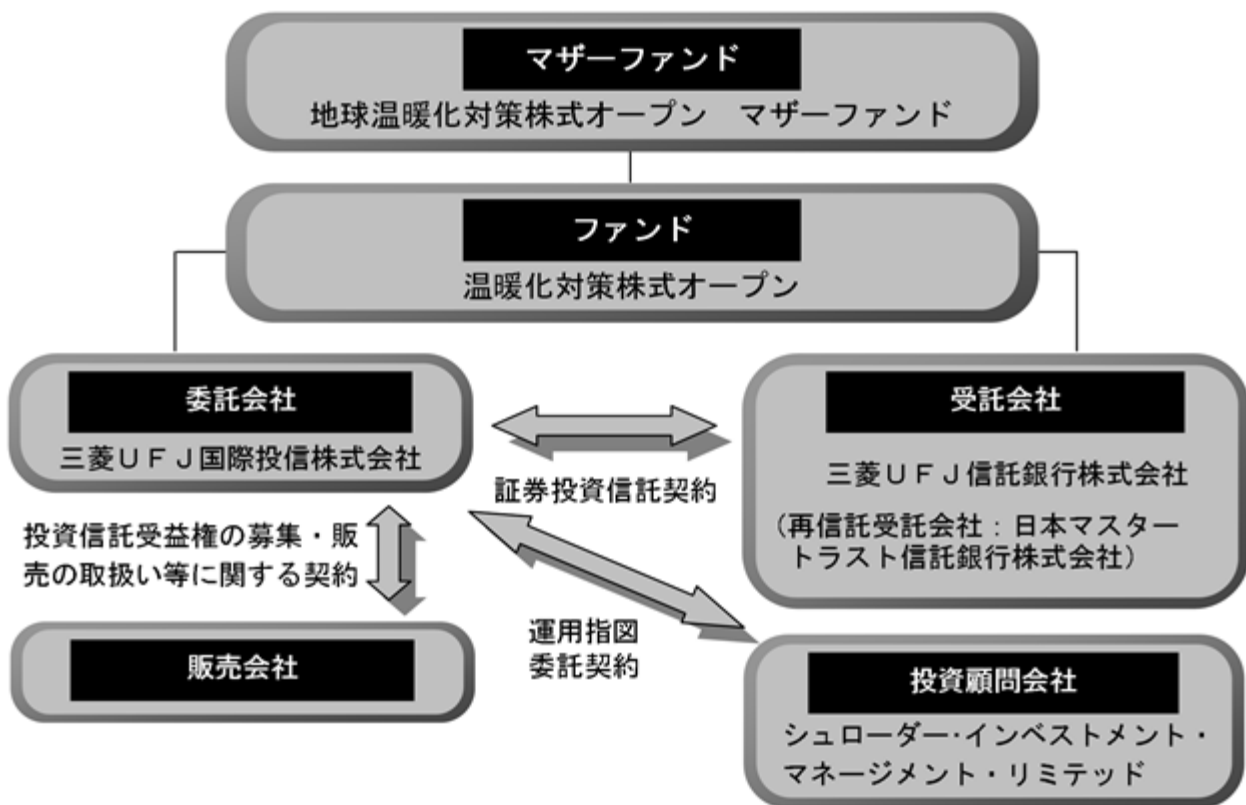 マザーファンド
地球温暖化対策株式オープン　マザーファンド
ファンド
温暖化対策株式オープン
委託会社
三菱ＵＦＪ国際投信株式会社
受託会社
三菱ＵＦＪ信託銀行株式会社
（再信託受託会社：日本マスター
トラスト信託銀行株式会社）
証券投資信託契約
投資信託受益権の募集・販
売の取扱い等に関する契約
運用指図
委託契約
販売会社
投資顧問会社
シュローダー・インベストメント・
マネージメント・リミテッド